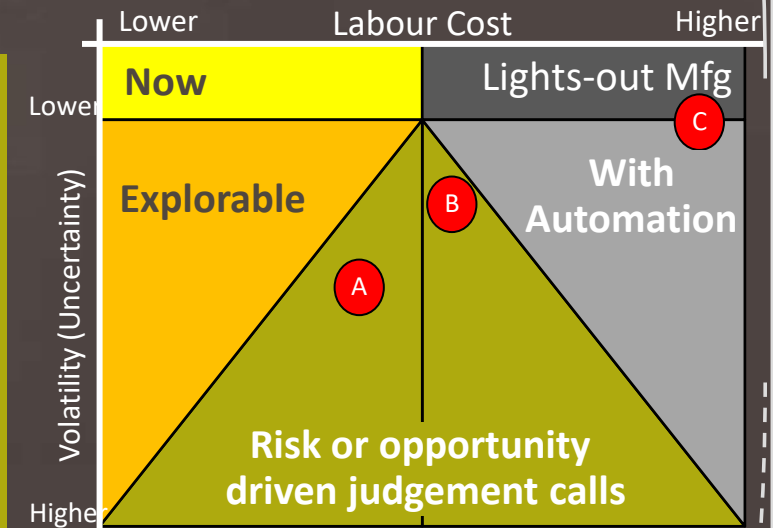 Lower Labour Cost Higher
Now Lights-out Mfg
Lower
C
With
Automation
Explorable
B
A
Volatility (Uncertainty)
Risk or opportunity
driven judgement calls
Higher